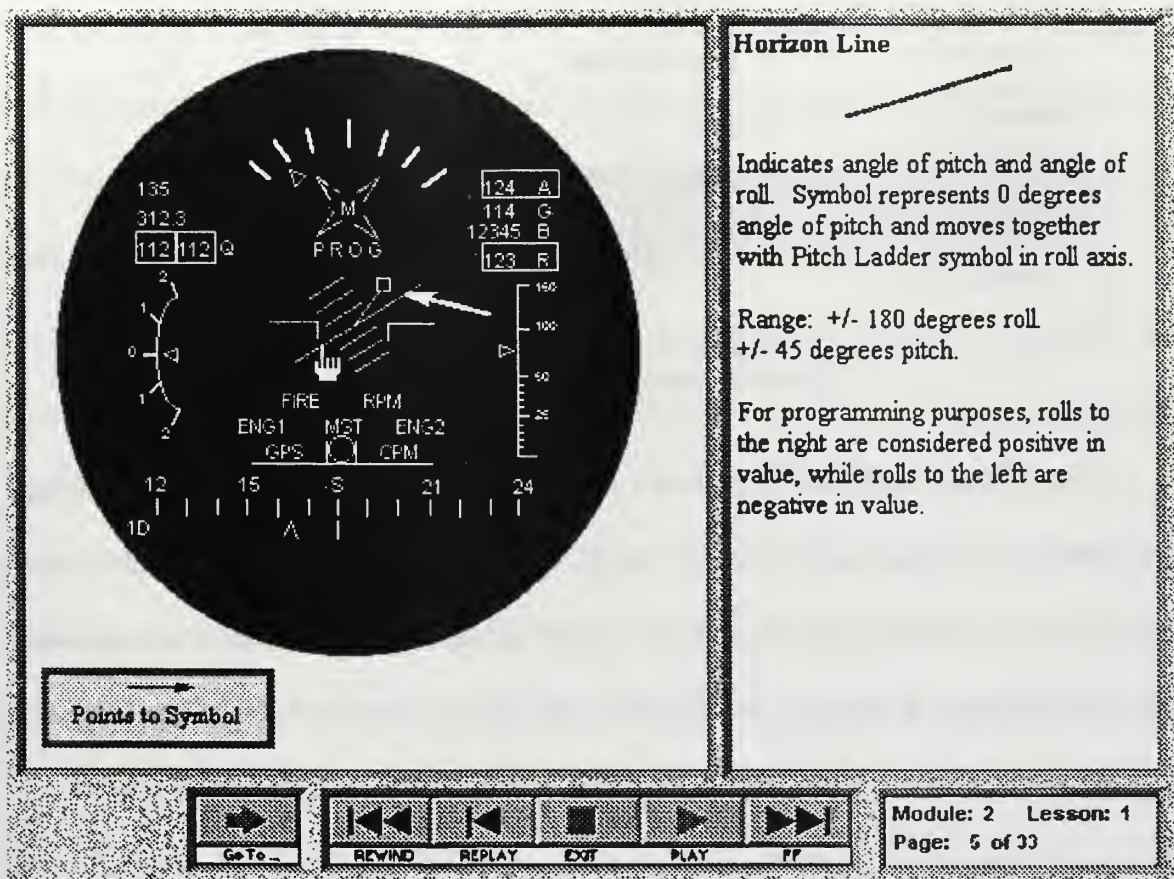 135
312.3
112 112 Q
2
1
0
1
2
M
PROG
124 A
114 G
12345 B
123 R
160
100
50
25
FIRE RPM
ENG1 MST ENG2
GPS CPM
12 15 S 21 24
1D
Points to Symbol
Horizon Line
Indicates angle of pitch and angle of
roll. Symbol represents 0 degrees
angle of pitch and moves together
with Pitch Ladder symbol in roll axis.
Range: +/- 180 degrees roll
+/- 45 degrees pitch.
For programming purposes, rolls to
the right are considered positive in
value, while rolls to the left are
negative in value.
Go To ...
REWIND REPLAY EXIT PLAY FF
Module: 2 Lesson: 1
Page: of 33